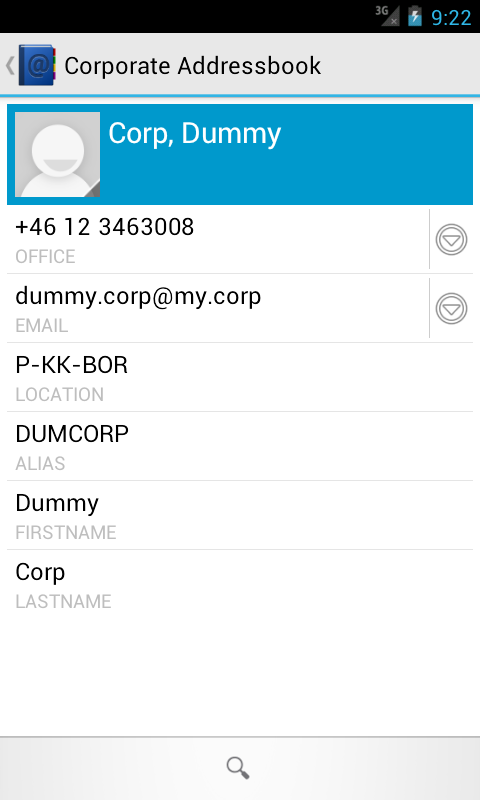 3G 9:22
Corporate Addressbook
Corp, Dummy
+46 12 3463008
OFFICE
dummy.corp@my.corp
EMAIL
P-KK-BOR
LOCATION
DUMCORP
ALIAS
Dummy
FIRSTNAME
Corp
LASTNAME